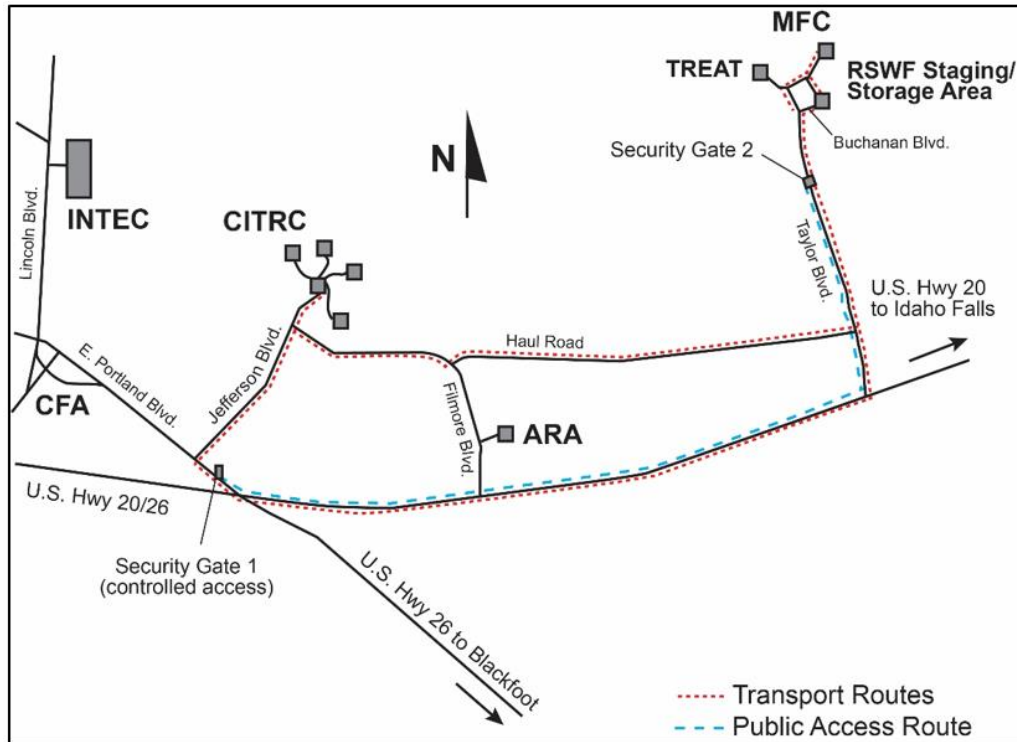 MFC
TREAT
RSWF Staging/
Storage Area
Buchanan Blvd.
Security Gate 2
N
Lincoln Blvd.
INTEC
CITRC
Taylor Blvd.
U.S. Hwy 20
to Idaho Falls
Haul Road
E. Portland Blvd.
Jefferson Blvd.
Filmore Blvd.
CFA
ARA
U.S. Hwy 20/26
Security Gate 1
(controlled access)
U.S. Hwy 26 to Blackfoot
Transport Routes
Public Access Route